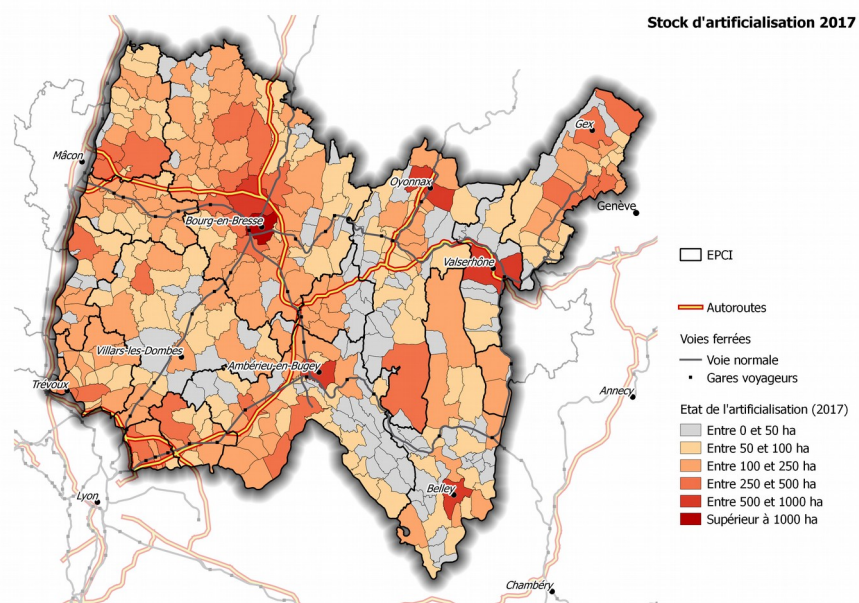 Stock d'artificialisation 2017
Gex
Mâcon
Oyonnax
Genève
Bourg-en-Bresse
EPCI
Valserhône
Autoroutes
Voies ferrées
Voie normale
Villars-les-Dombes
Gares voyageurs
Ambérieu-en-Bugey
Trévoux
Annecy
Etat de l'artificialisation (2017)
Entre 0 et 50 ha
Entre 50 et 100 ha
Entre 100 et 250 ha
Entre 250 et 500 ha
Belley
Lyon
Entre 500 et 1000 ha
Supérieur à 1000 ha
Chambéry